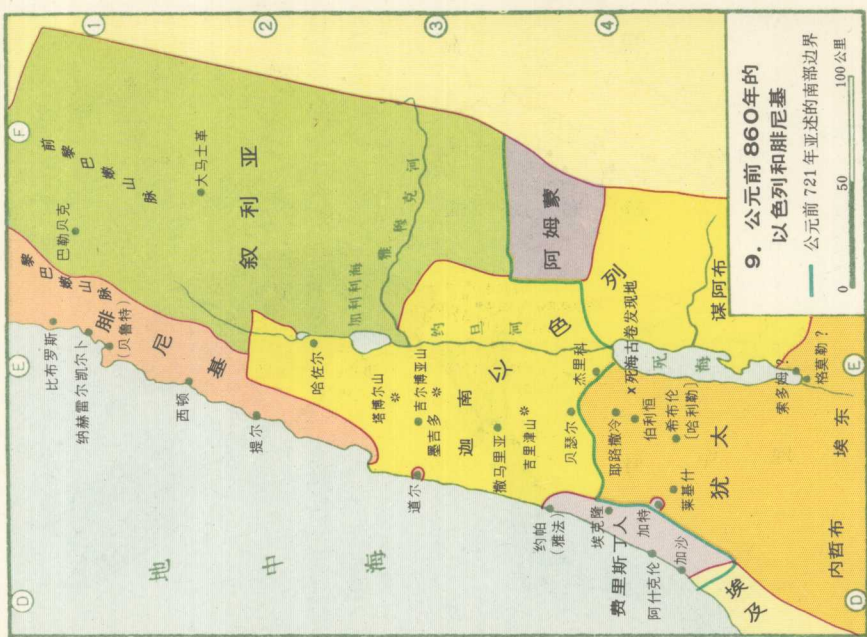 9. 公元前860年的
以色列和腓尼基
公元前721年亚述的南部边界
0 50 100公里
① ② ③ ④
Ⓕ
Ⓔ
Ⓓ
前黎巴嫩山脉
巴勒贝克
大马士革
叙利亚
黎巴嫩山脉
比布罗斯
纳赫雷尔凯尔卜
(贝鲁特)
腓尼基
西顿
提尔
雅穆克河
加利利海
哈佐尔
塔博尔山
吉尔博亚山
墨吉多
道尔
迦南
以色列
约旦河
撒马里亚
吉里津山
贝瑟尔
杰里科
阿姆蒙
约帕
(雅法)
埃克隆
费里斯丁人
加特
阿什克伦
加沙
耶路撒冷
×死海古卷发现地
伯利恒
希布伦
〔哈利勒〕
莱基什
犹太
死海
谋阿布
索多姆?
格莫勒?
埃东
内哲布
埃及
地中海
Ⓔ
Ⓓ